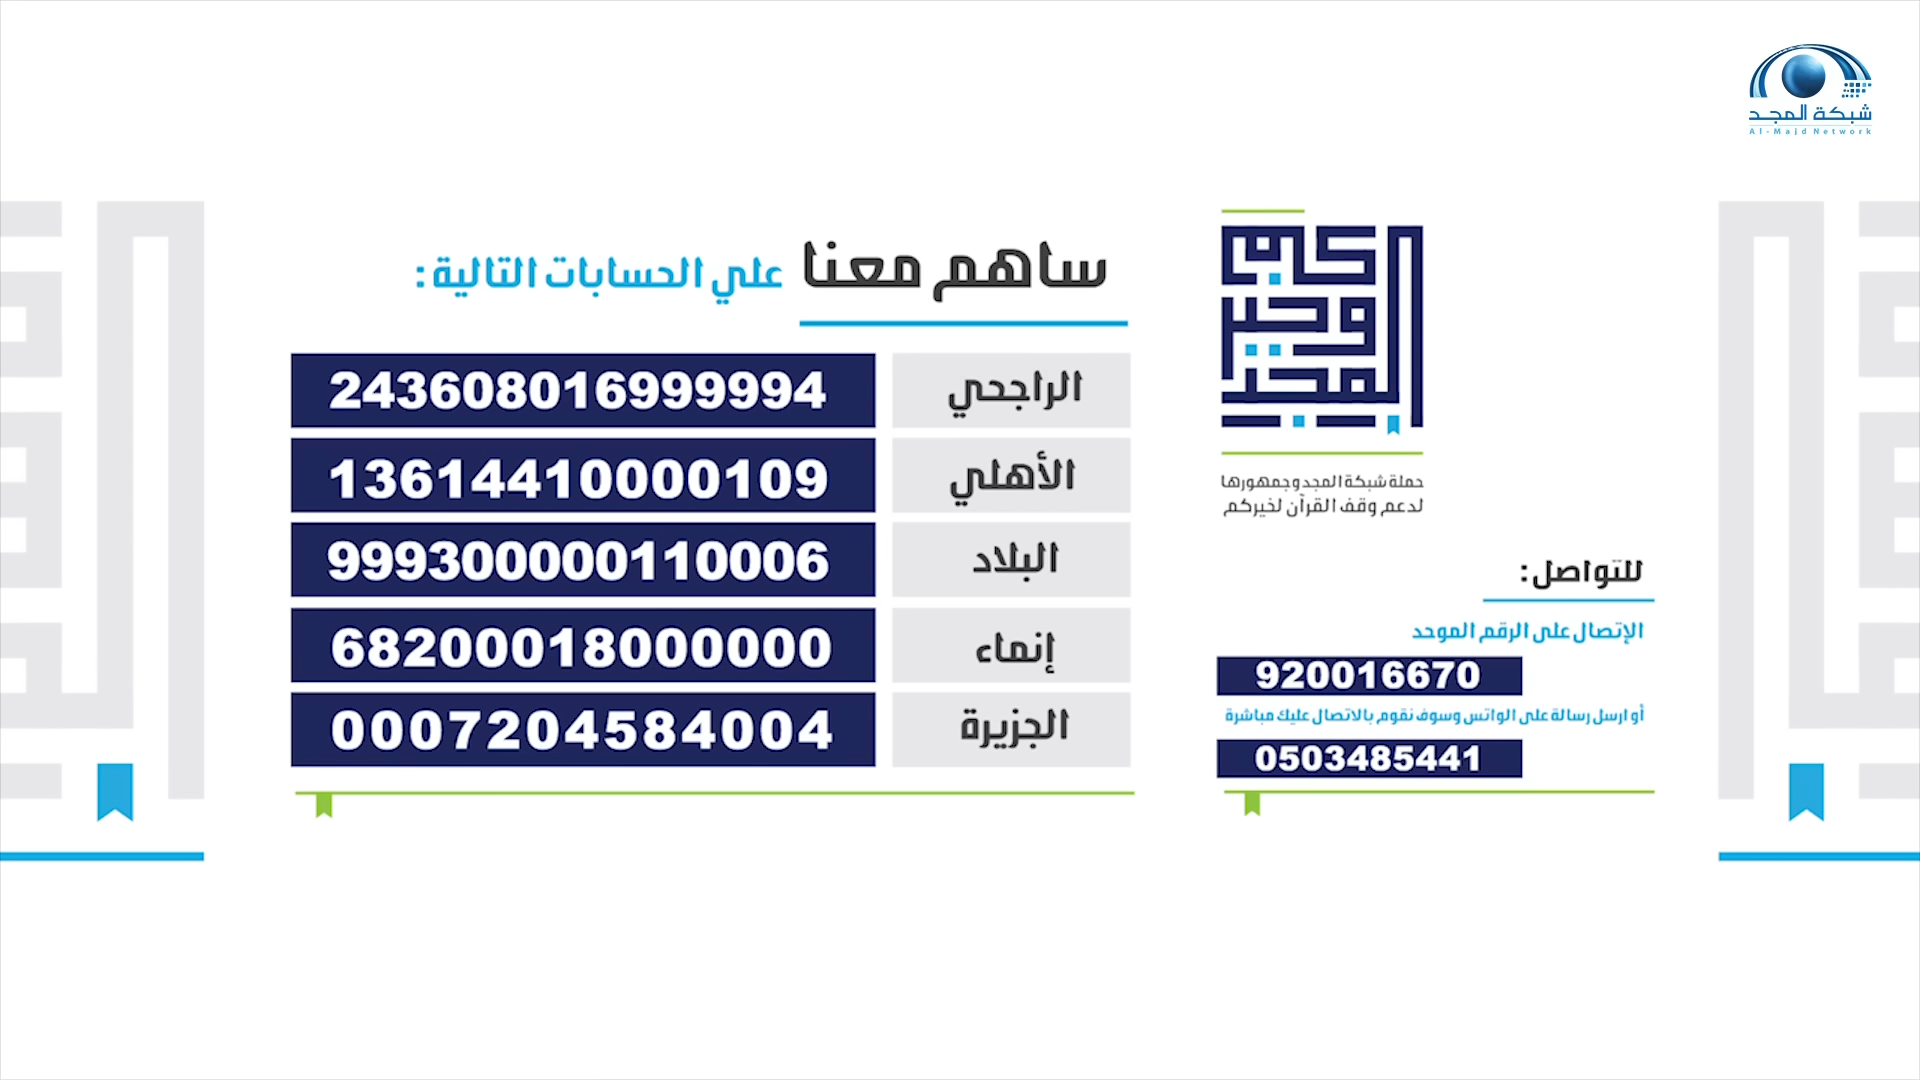 شبكة المجد
Al-Majd Network
حملة شبكة المجد وجمهورها
لدعم وقف القرآن لخيركم
للتواصل:
الإتصال على الرقم الموحد
920016670
أو ارسل رسالة على الواتس وسوف نقوم بالاتصال عليك مباشرة
0503485441
ساهم معنا علي الحسابات التالية:
الراجحي 243608016999994
الأهلي 13614410000109
البلاد 999300000110006
إنماء 68200018000000
الجزيرة 0007204584004